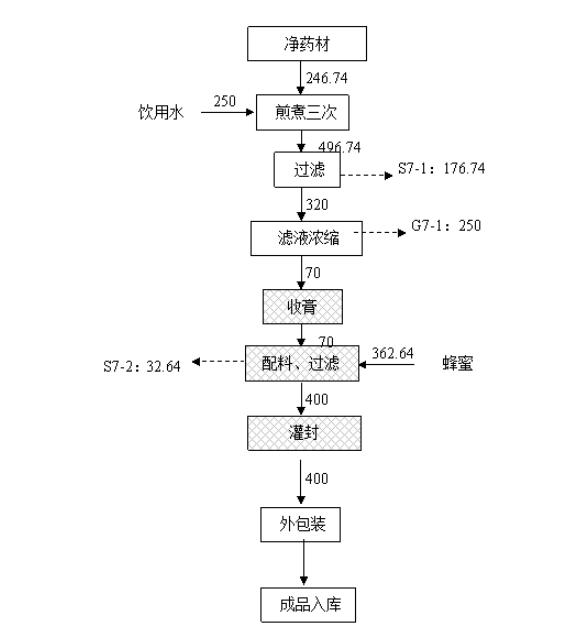 净药材
246.74
饮用水
250
煎煮三次
496.74
过滤
S7-1：176.74
320
滤液浓缩
G7-1：250
70
收膏
70
S7-2：32.64
配料、过滤
362.64
蜂蜜
400
灌封
400
外包装
成品入库